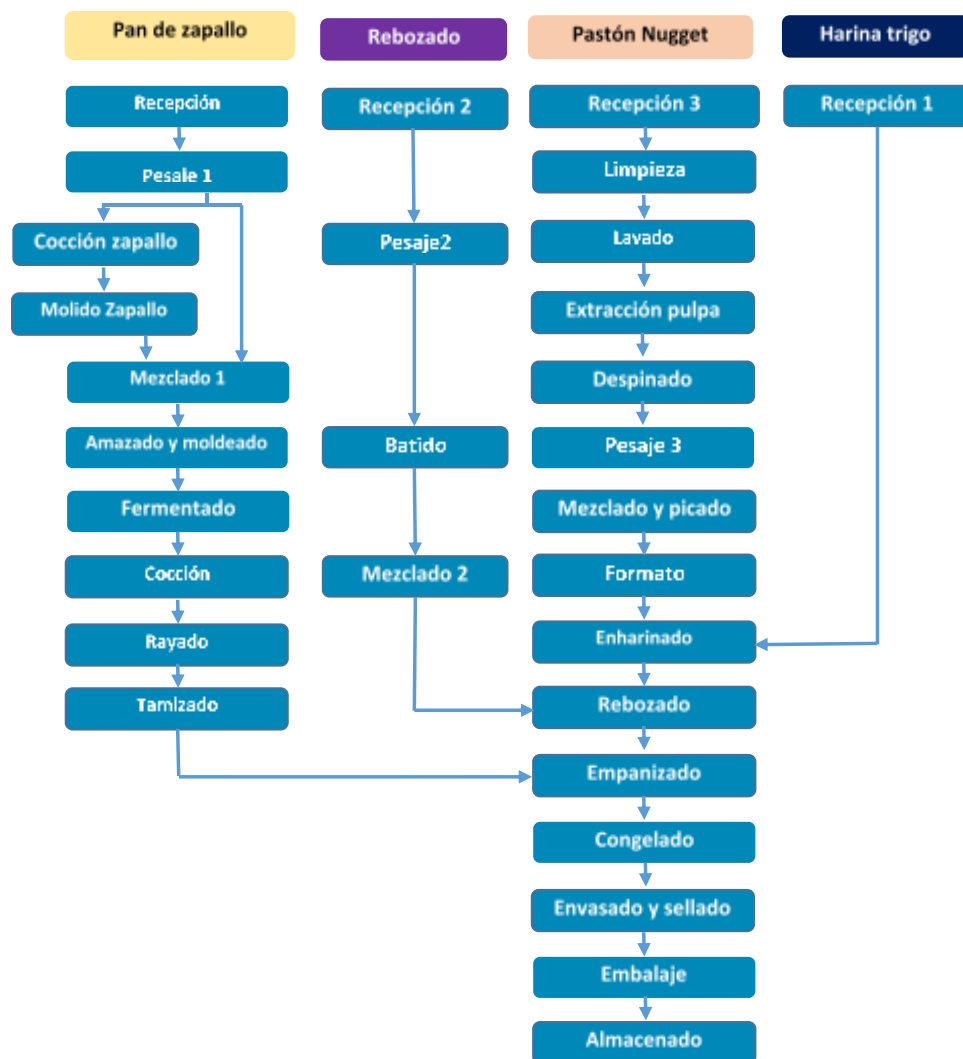 Pan de zapallo
Rebozado
Pastón Nugget
Harina trigo
Recepción
Pesale 1
Cocción zapallo
Molido Zapallo
Mezclado 1
Amazado y moldeado
Fermentado
Cocción
Rayado
Tamizado
Recepción 2
Pesaje2
Batido
Mezclado 2
Recepción 3
Limpieza
Lavado
Extracción pulpa
Despinado
Pesaje 3
Mezclado y picado
Formato
Enharinado
Rebozado
Empanizado
Congelado
Envasado y sellado
Embalaje
Almacenado
Recepción 1